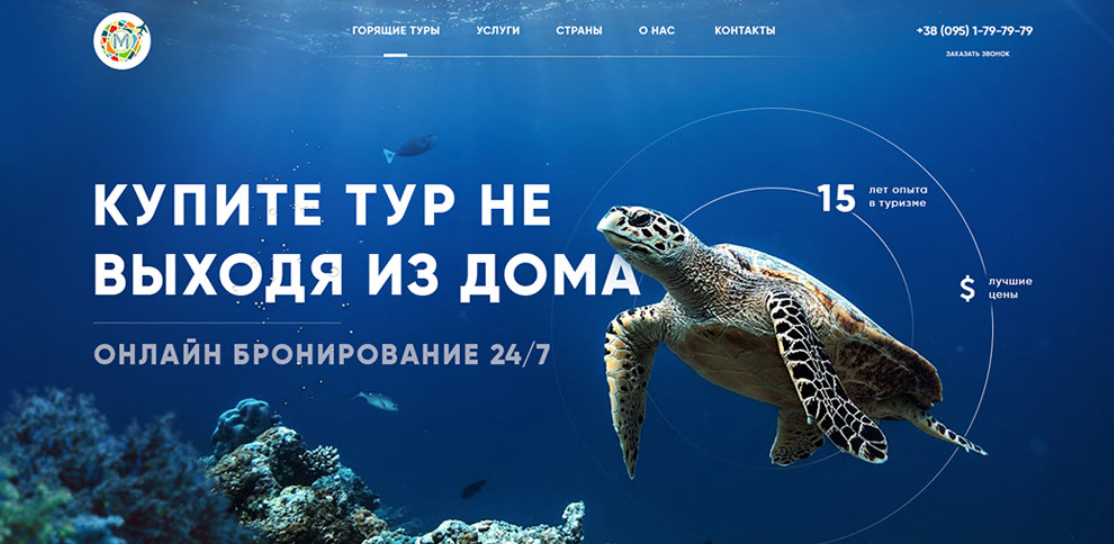 М
ГОРЯЩИЕ ТУРЫ УСЛУГИ СТРАНЫ О НАС КОНТАКТЫ
+38 (095) 1-79-79-79
ЗАКАЗАТЬ ЗВОНОК
КУПИТЕ ТУР НЕ
ВЫХОДЯ ИЗ ДОМА
ОНЛАЙН БРОНИРОВАНИЕ 24/7
15 лет опыта
в туризме
$ лучшие
цены